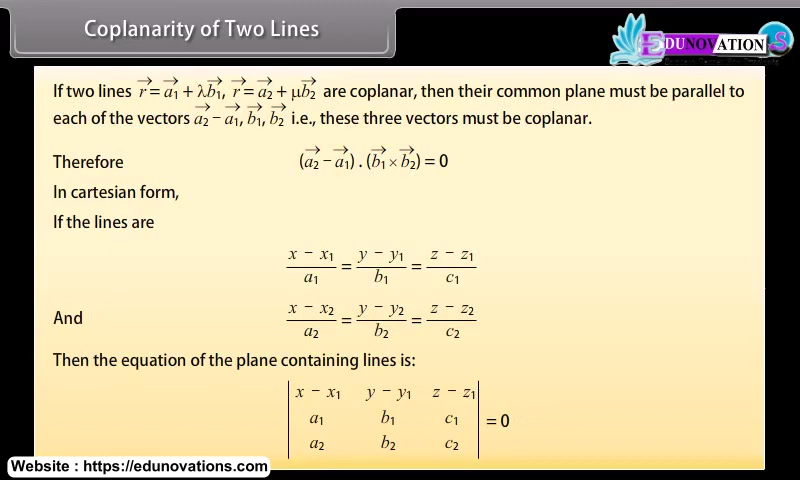 Coplanarity of Two Lines
EDUNOVATION.S
If two lines r⃗ = a⃗₁ + λb⃗₁, r⃗ = a⃗₂ + μb⃗₂ are coplanar, then their common plane must be parallel to
each of the vectors a⃗₂ − a⃗₁, b⃗₁, b⃗₂ i.e., these three vectors must be coplanar.
Therefore (a⃗₂ − a⃗₁) . (b⃗₁ × b⃗₂) = 0
In cartesian form,
If the lines are
(x − x₁)/a₁ = (y − y₁)/b₁ = (z − z₁)/c₁
And (x − x₂)/a₂ = (y − y₂)/b₂ = (z − z₂)/c₂
Then the equation of the plane containing lines is:
| x − x₁ y − y₁ z − z₁ |
| a₁ b₁ c₁ | = 0
| a₂ b₂ c₂ |
Website : https://edunovations.com